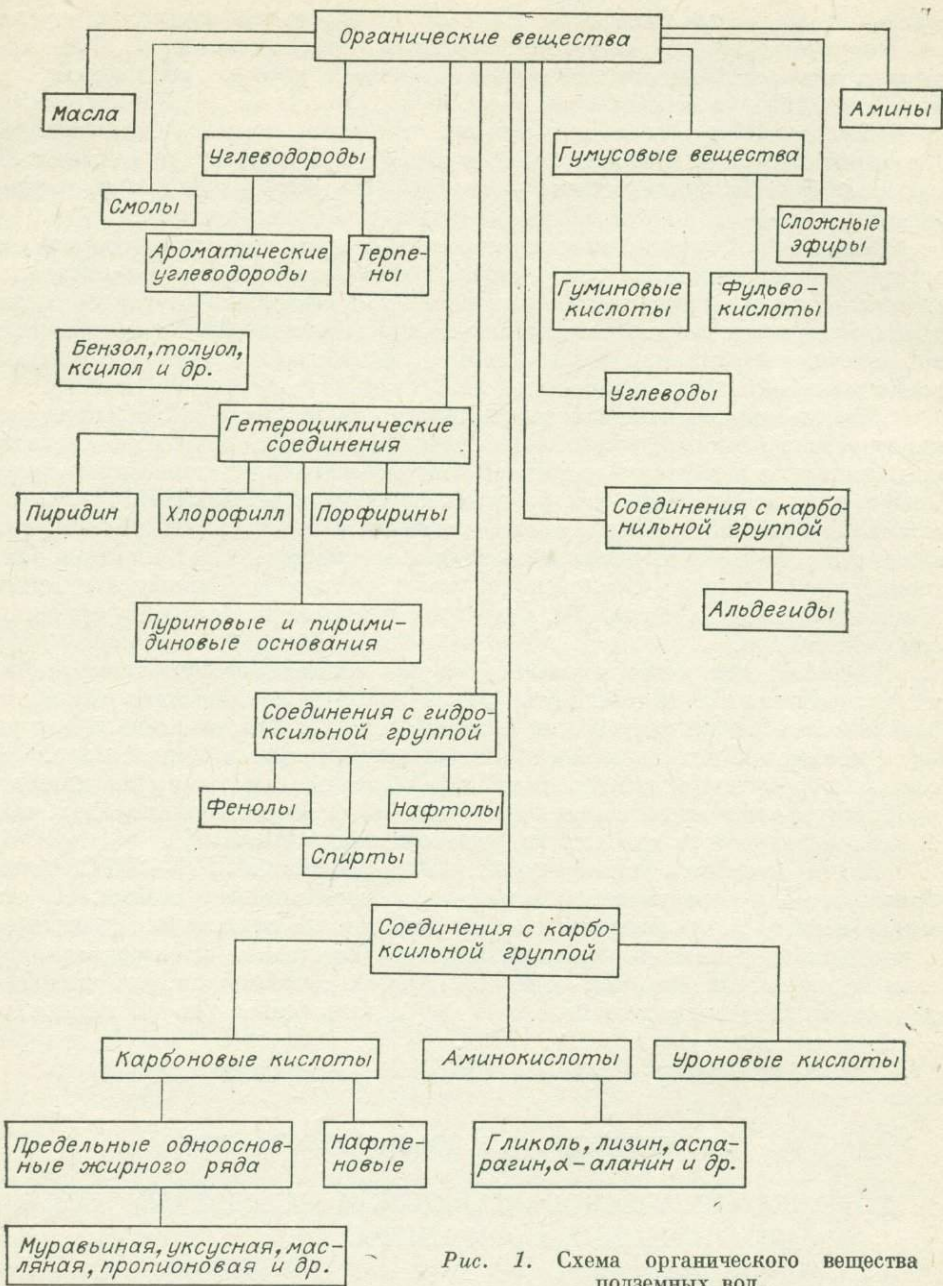 Органические вещества
Масла
Амины
Углеводороды
Гумусовые вещества
Смолы
Сложные
эфиры
Ароматические
углеводороды
Терпе-
ны
Гуминовые
кислоты
Фульво-
кислоты
Бензол, толуол,
ксилол и др.
Углеводы
Гетероциклические
соединения
Пиридин
Хлорофилл
Порфирины
Соединения с карбо-
нильной группой
Альдегиды
Пуриновые и пирими-
диновые основания
Соединения с гидро-
ксильной группой
Фенолы
Нафтолы
Спирты
Соединения с карбо-
ксильной группой
Карбоновые кислоты
Аминокислоты
Уроновые кислоты
Предельные однооснов-
ные жирного ряда
Нафте-
новые
Гликоль, лизин, аспа-
рагин, α-аланин и др.
Муравьиная, уксусная, мас-
ляная, пропионовая и др.
Рис. 1. Схема органического вещества
подземных вод